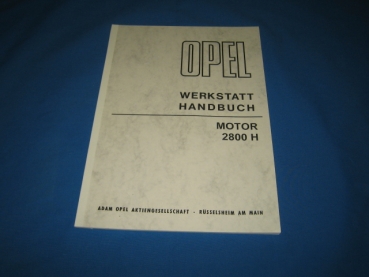 OPEL
WERKSTATT
HANDBUCH
MOTOR
2800 H
ADAM OPEL AKTIENGESELLSCHAFT - RÜSSELSHEIM AM MAIN